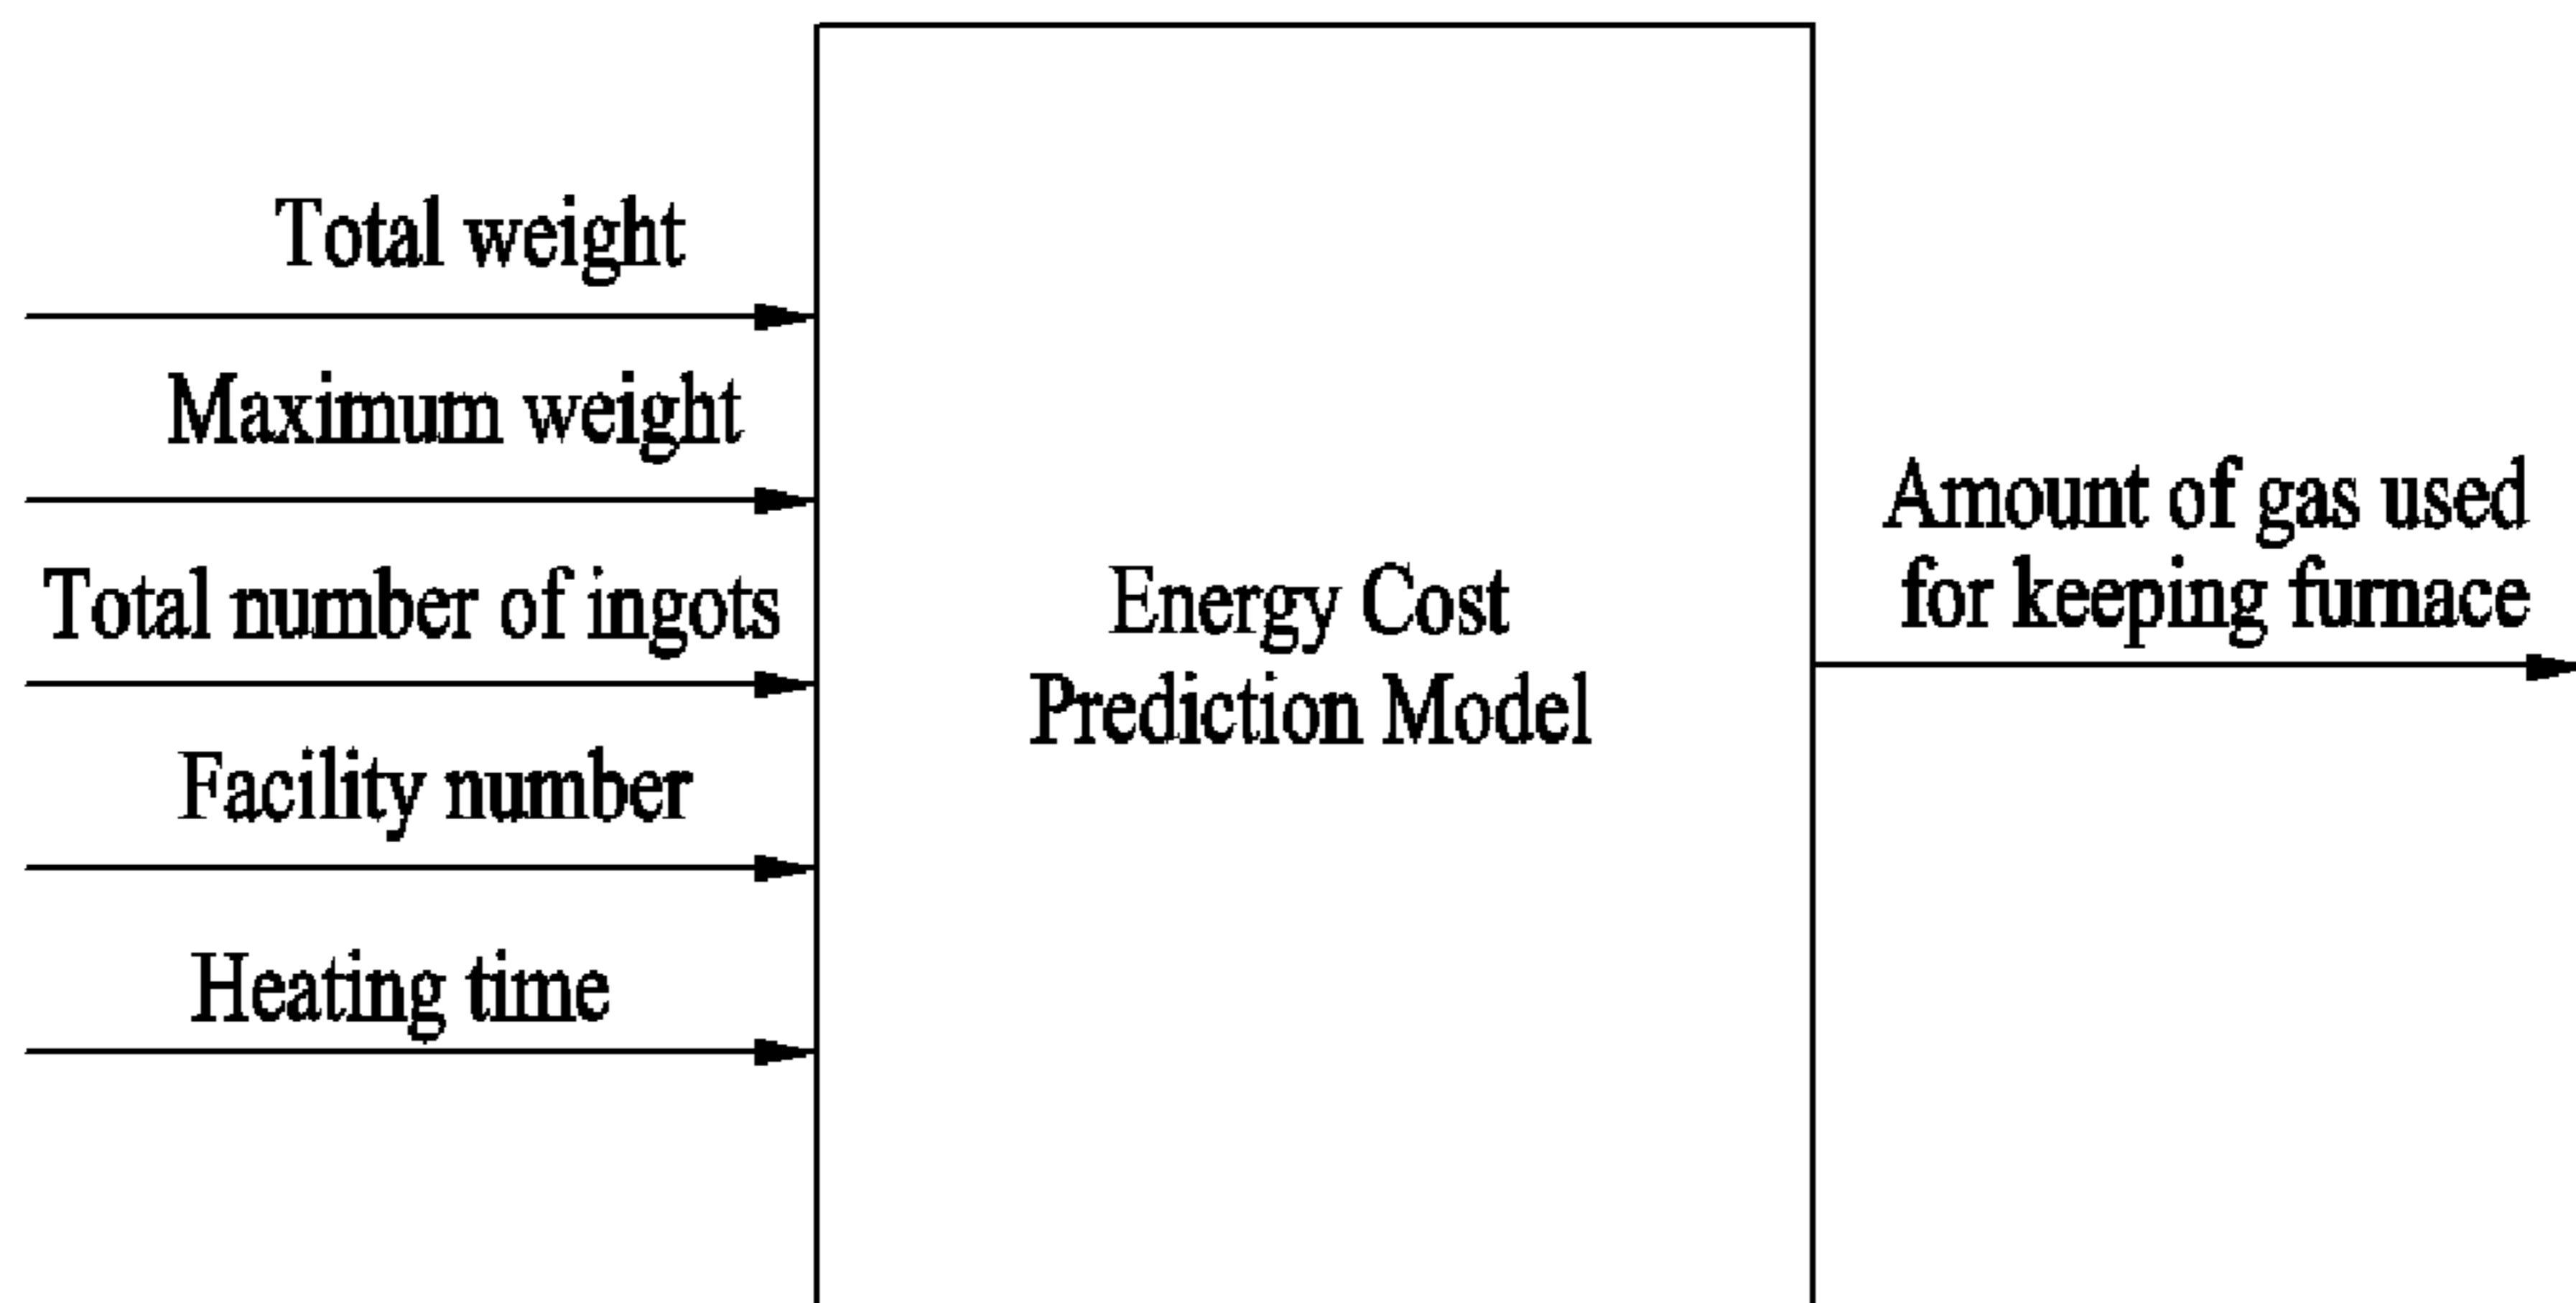 Total weight
Maximum weight
Total number of ingots
Facility number
Heating time
Energy Cost
Prediction Model
Amount of gas used
for keeping furnace